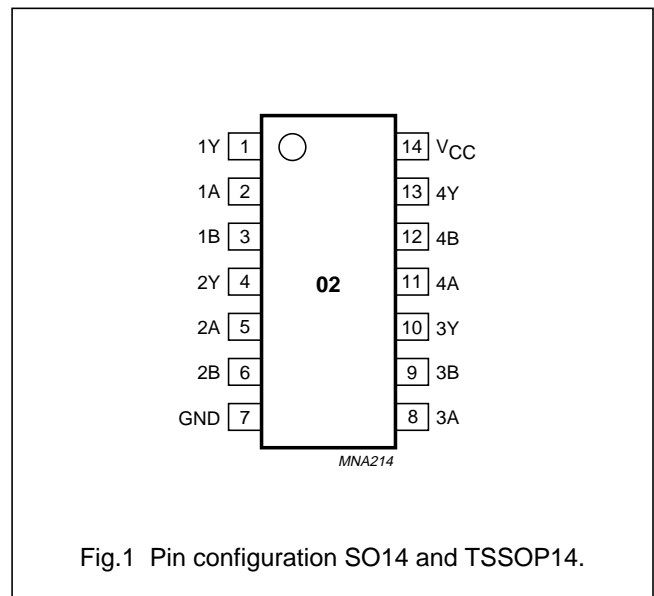 1Y 1 14 VCC
1A 2 13 4Y
1B 3 12 4B
2Y 4 02 11 4A
2A 5 10 3Y
2B 6 9 3B
GND 7 8 3A
MNA214
Fig.1 Pin configuration SO14 and TSSOP14.